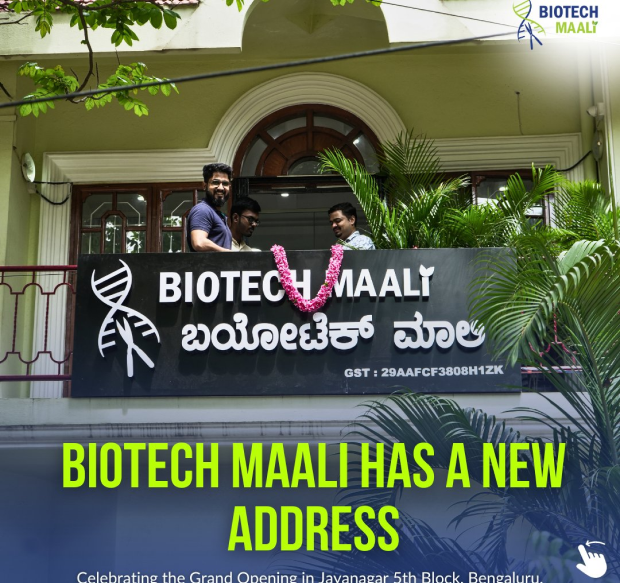 BIOTECH
MAALI
BIOTECH MAALI
ಬಯೋಟೆಕ್ ಮಾಲಿ
GST : 29AAFCF3808H1ZK
BIOTECH MAALI HAS A NEW
ADDRESS
Celebrating the Grand Opening in Jayanagar 5th Block, Bengaluru.